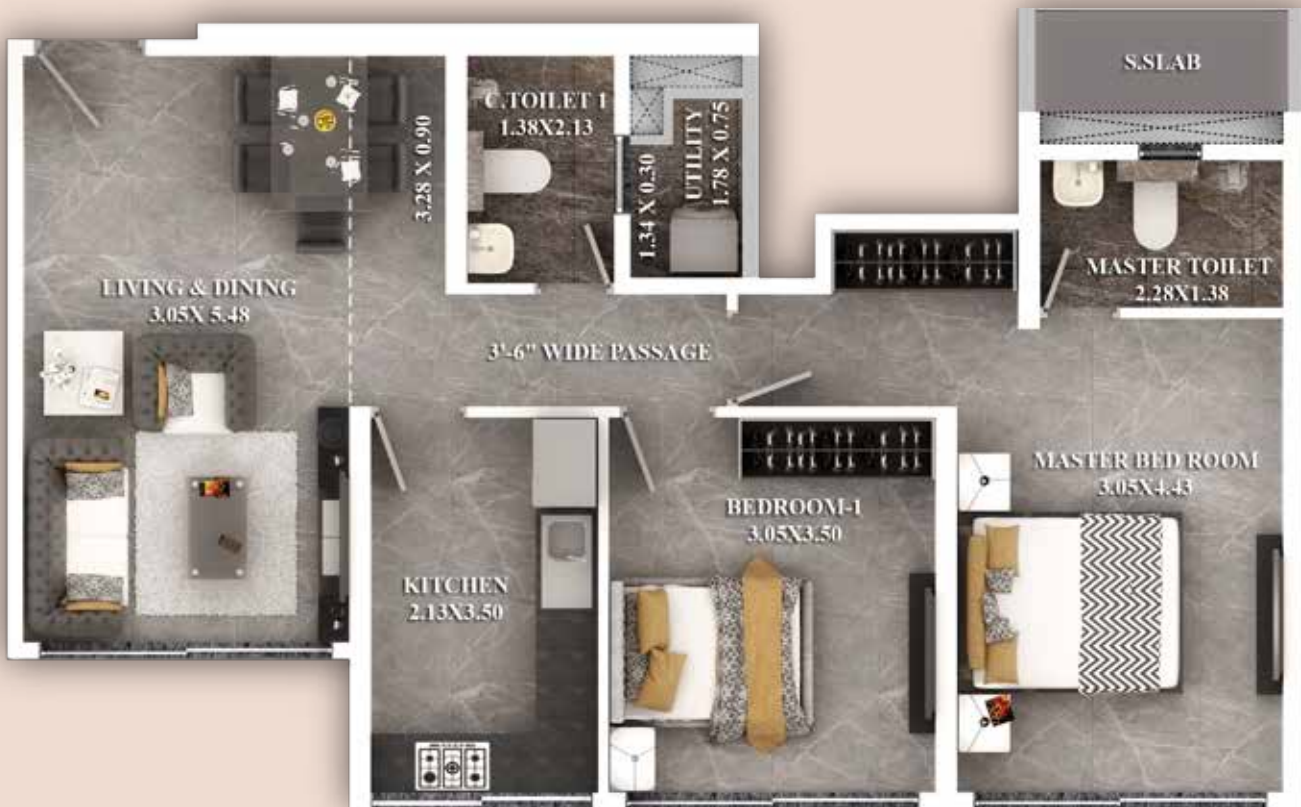 S.SLAB
C.TOILET 1
1.38X2.13
3.28 X 0.90
1.34 X 0.30
UTILITY
1.78 X 0.75
MASTER TOILET
2.28X1.38
LIVING & DINING
3.05X 5.48
3'-6" WIDE PASSAGE
MASTER BED ROOM
3.05X4.43
BEDROOM-1
3.05X3.50
KITCHEN
2.13X3.50